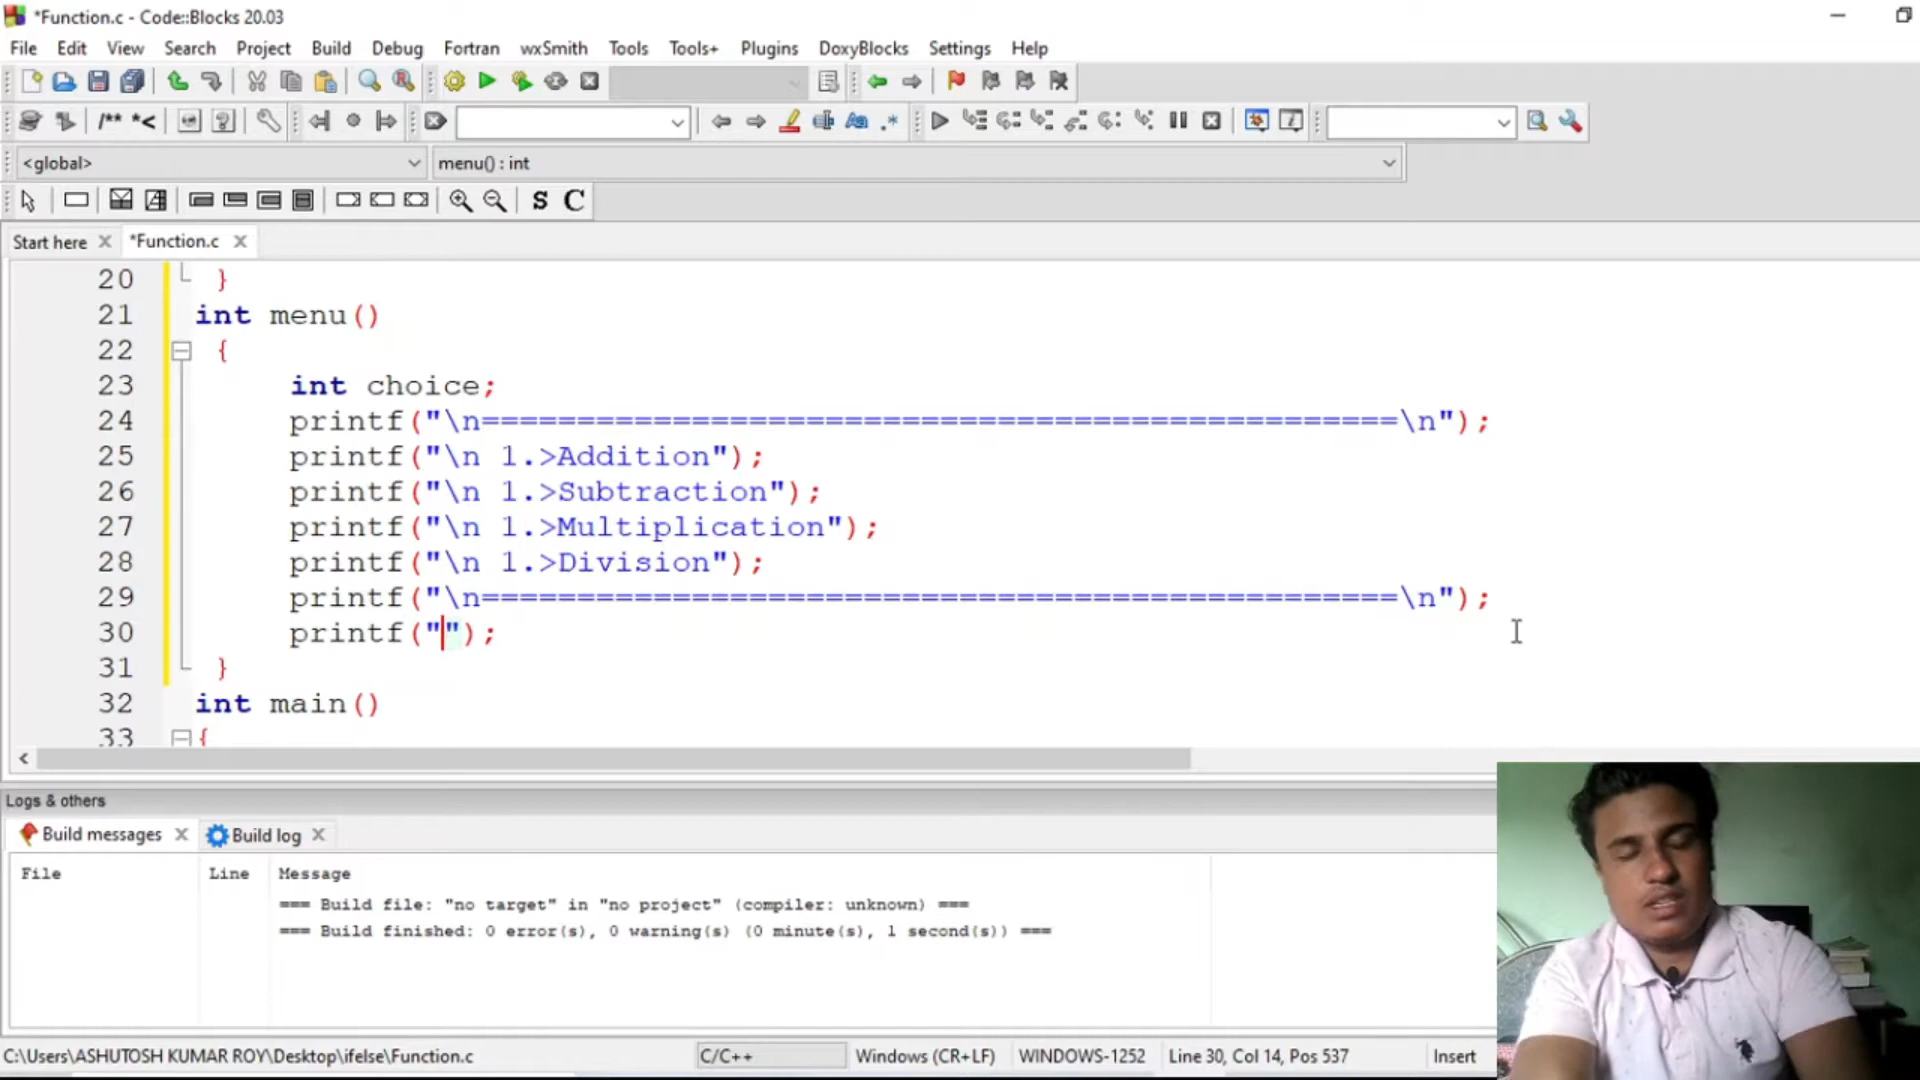 *Function.c - Code::Blocks 20.03
File Edit View Search Project Build Debug Fortran wxSmith Tools Tools+ Plugins DoxyBlocks Settings Help
/** *<
<global> menu() : int
S C
Start here *Function.c
20 }
21 int menu()
22 {
23 int choice;
24 printf("\n================================================\n");
25 printf("\n 1.>Addition");
26 printf("\n 1.>Subtraction");
27 printf("\n 1.>Multiplication");
28 printf("\n 1.>Division");
29 printf("\n================================================\n");
30 printf("");
31 }
32 int main()
33 {
Logs & others
Build messages Build log
File Line Message
=== Build file: "no target" in "no project" (compiler: unknown) ===
=== Build finished: 0 error(s), 0 warning(s) (0 minute(s), 1 second(s)) ===
C:\Users\ASHUTOSH KUMAR ROY\Desktop\ifelse\Function.c C/C++ Windows (CR+LF) WINDOWS-1252 Line 30, Col 14, Pos 537 Insert